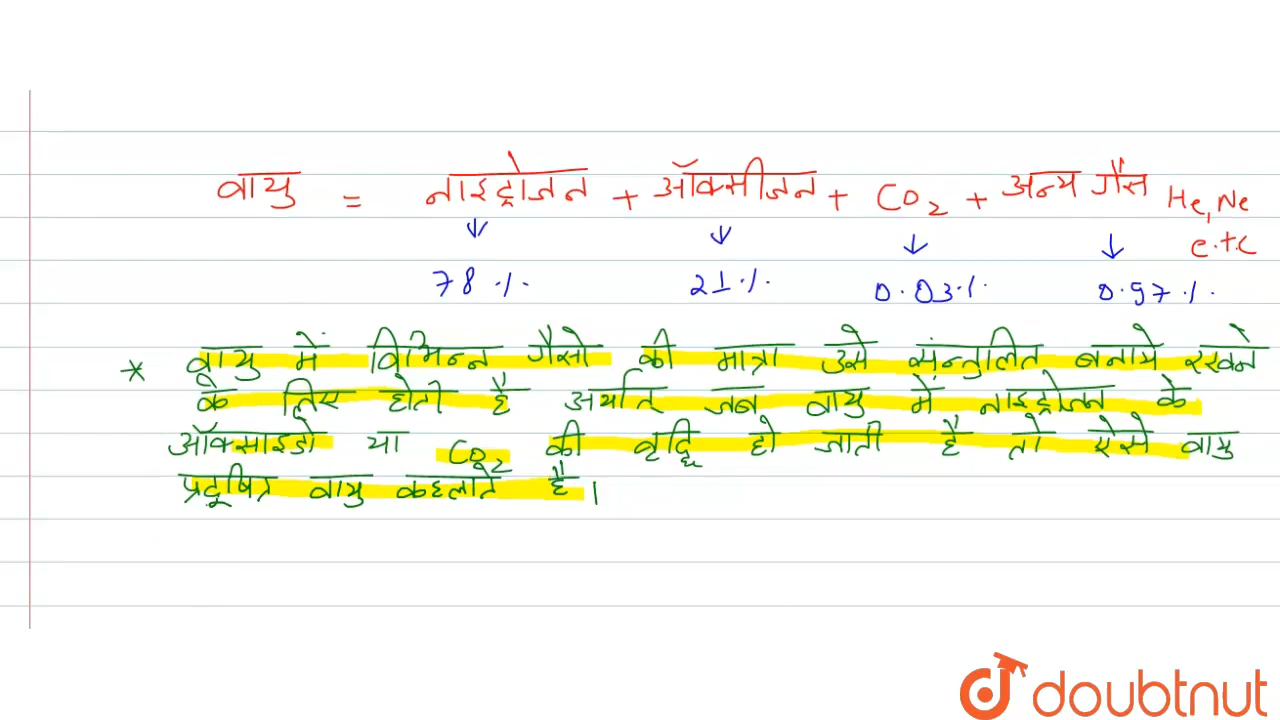 वायु = नाइट्रोजन + ऑक्सीजन + CO2 + अन्य गैस He, Ne
e.t.c
78% 21% 0.03% 0.97%
* वायु में विभिन्न गैसो की मात्रा उसे संन्तुलित बनाये रखने
के लिए होती है अर्थात जब वायु में नाइट्रोजन के
ऑक्साइडो या CO2 की वृद्धि हो जाती है तो ऐसे वायु
प्रदूषित वायु कहलाते है ।
doubtnut